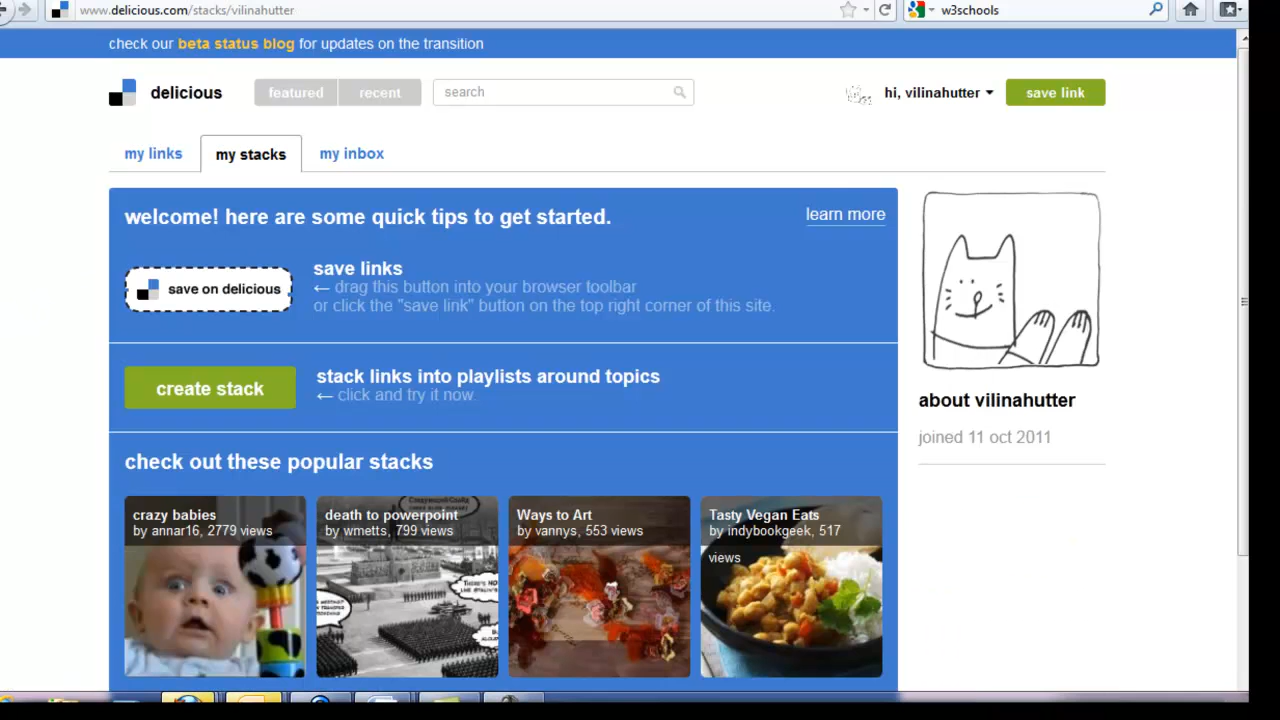 www.delicious.com/stacks/vilinahutter
w3schools
check our beta status blog for updates on the transition
delicious
featured
recent
search
hi, vilinahutter
save link
my links
my stacks
my inbox
welcome! here are some quick tips to get started.
learn more
save on delicious
save links
← drag this button into your browser toolbar
or click the "save link" button on the top right corner of this site.
create stack
stack links into playlists around topics
← click and try it now.
about vilinahutter
joined 11 oct 2011
check out these popular stacks
crazy babies
by annar16, 2779 views
death to powerpoint
by wmetts, 799 views
Ways to Art
by vannys, 553 views
Tasty Vegan Eats
by indybookgeek, 517
views